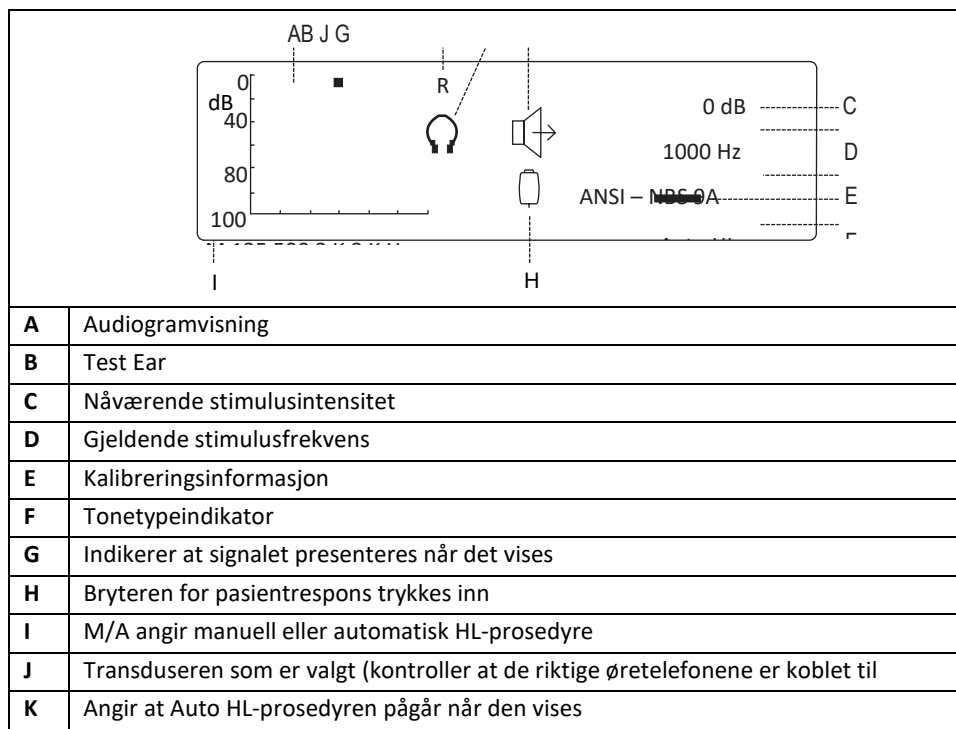 AB J G
0
dB
40
80
100
R
0 dB
1000 Hz
ANSI – NBS 9A
C
D
E
I
H
A Audiogramvisning
B Test Ear
C Nåværende stimulusintensitet
D Gjeldende stimulusfrekvens
E Kalibreringsinformasjon
F Tonetypeindikator
G Indikerer at signalet presenteres når det vises
H Bryteren for pasientrespons trykkes inn
I M/A angir manuell eller automatisk HL-prosedyre
J Transduseren som er valgt (kontroller at de riktige øretelefonene er koblet til
K Angir at Auto HL-prosedyren pågår når den vises